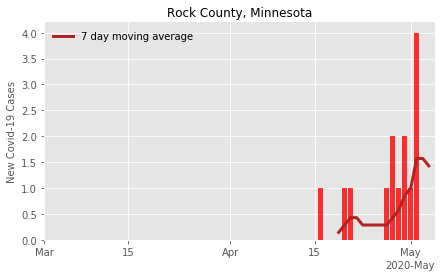 Rock County, Minnesota
7 day moving average
New Covid-19 Cases
4.0
3.5
3.0
2.5
2.0
1.5
1.0
0.5
0.0
Mar 15 Apr 15 May
2020-May